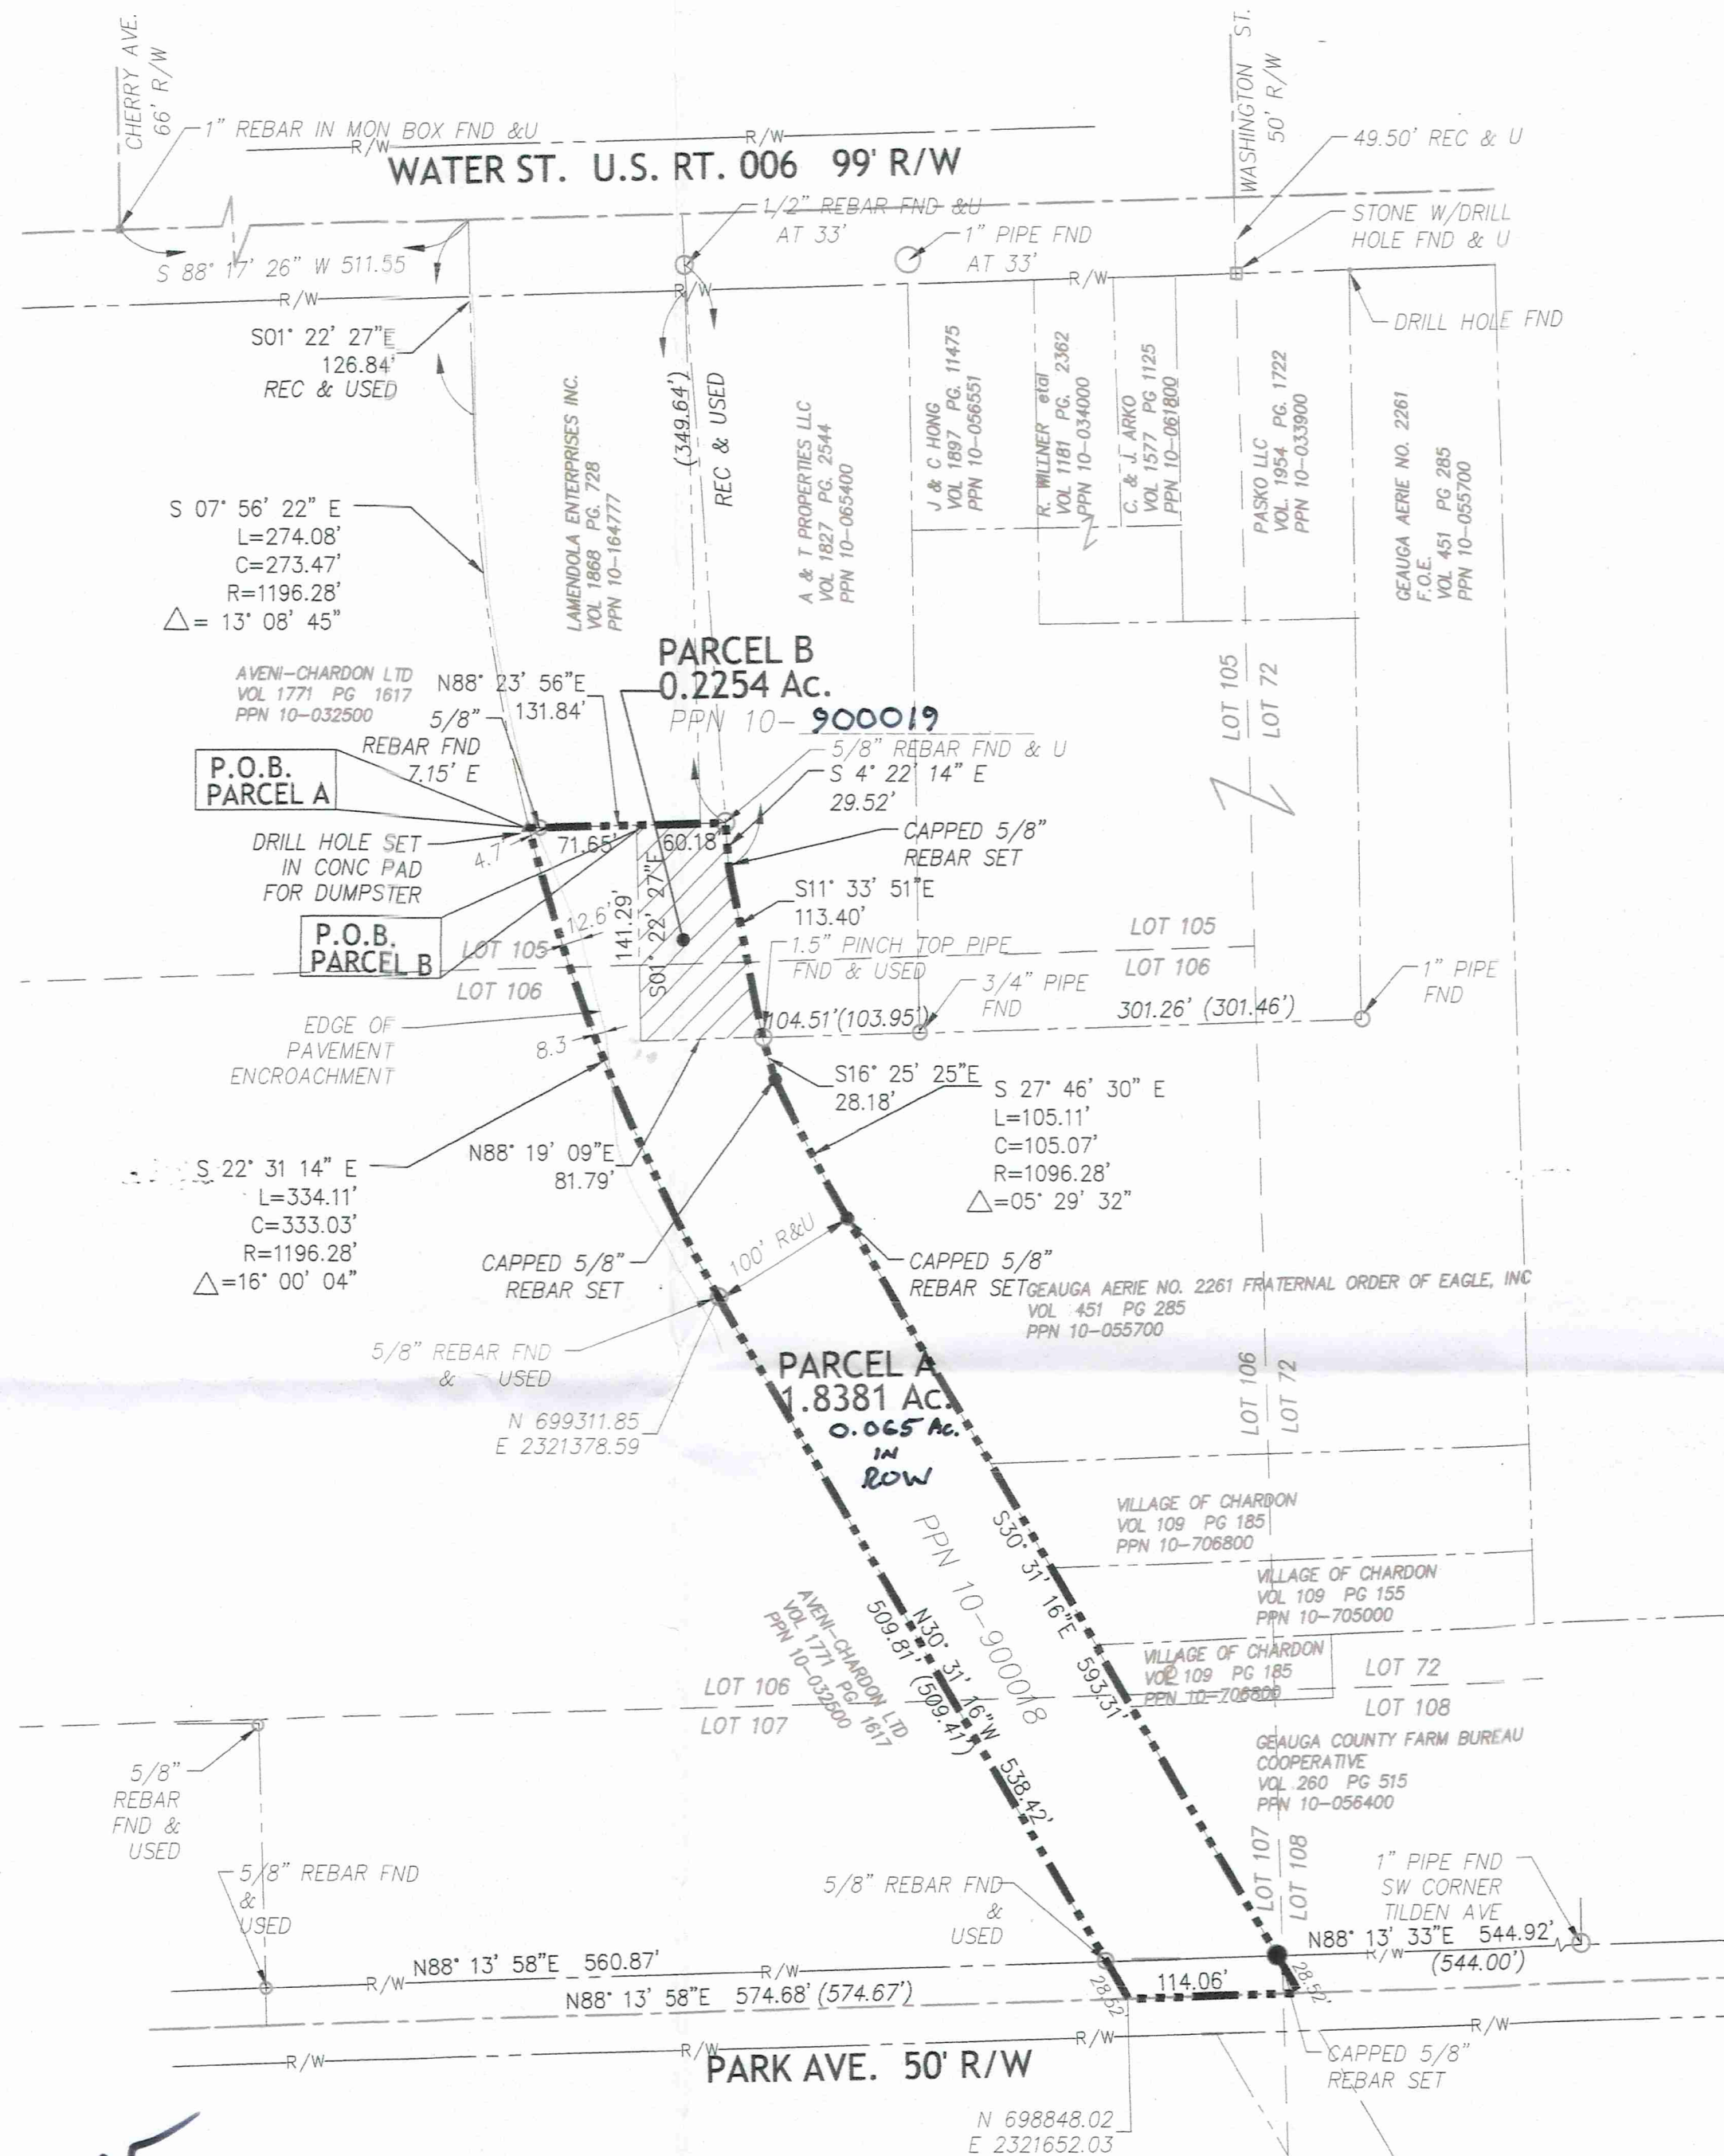 CHERRY AVE.
66' R/W
1" REBAR IN MON BOX FND &U
R/W
R/W
WATER ST. U.S. RT. 006 99' R/W
WASHINGTON ST.
50' R/W
49.50' REC & U
STONE W/DRILL
HOLE FND & U
1/2" REBAR FND &U
AT 33'
1" PIPE FND
AT 33'
S 88° 17' 26" W 511.55
R/W
R/W
R/W
DRILL HOLE FND
S01° 22' 27"E
126.84'
REC & USED
LAMENDOLA ENTERPRISES INC.
VOL 1868 PG. 728
PPN 10-164777
(349.64')
REC & USED
A & T PROPERTIES LLC
VOL 1827 PG. 2544
PPN 10-065400
J & C HONG
VOL 1897 PG. 11475
PPN 10-056551
R. WILLNER etal
VOL 1181 PG. 2362
PPN 10-034000
C. & J. ARKO
VOL 1577 PG 1125
PPN 10-061800
PASKO LLC
VOL. 1954 PG. 1722
PPN 10-033900
GEAUGA AERIE NO. 2261
F.O.E.
VOL 451 PG 285
PPN 10-055700
S 07° 56' 22" E
L=274.08'
C=273.47'
R=1196.28'
△= 13° 08' 45"
PARCEL B
0.2254 Ac.
PPN 10- 900019
LOT 105
LOT 72
AVENI-CHARDON LTD
VOL 1771 PG 1617
PPN 10-032500
N88° 23' 56"E
131.84'
5/8"
REBAR FND
7.15' E
5/8" REBAR FND & U
S 4° 22' 14" E
29.52'
P.O.B.
PARCEL A
DRILL HOLE SET
IN CONC PAD
FOR DUMPSTER
4.7'
71.65'
60.18'
CAPPED 5/8"
REBAR SET
S11° 33' 51"E
113.40'
141.29'
S01° 22' 27"E
12.6'
P.O.B.
PARCEL B
LOT 105
LOT 106
LOT 105
LOT 106
1.5" PINCH TOP PIPE
FND & USED
3/4" PIPE
FND
1" PIPE
FND
104.51'(103.95')
301.26' (301.46')
EDGE OF
PAVEMENT
ENCROACHMENT
8.3
S16° 25' 25"E
28.18'
S 27° 46' 30" E
L=105.11'
C=105.07'
R=1096.28'
△=05° 29' 32"
S 22° 31 14" E
L=334.11'
C=333.03'
R=1196.28'
△=16° 00' 04"
N88° 19' 09"E
81.79'
CAPPED 5/8"
REBAR SET
100' R&U
CAPPED 5/8"
REBAR SET
GEAUGA AERIE NO. 2261 FRATERNAL ORDER OF EAGLE, INC
VOL 451 PG 285
PPN 10-055700
5/8" REBAR FND
& USED
N 699311.85
E 2321378.59
PARCEL A
1.8381 Ac.
0.065 Ac.
IN
ROW
LOT 106
LOT 72
PPN 10-900018
S30° 31' 16"E 593.31'
VILLAGE OF CHARDON
VOL 109 PG 185
PPN 10-706800
VILLAGE OF CHARDON
VOL 109 PG 155
PPN 10-705000
VILLAGE OF CHARDON
VOL 109 PG 185
PPN 10-706800
LOT 72
LOT 108
AVENI-CHARDON LTD
VOL 1771 PG 1617
PPN 10-032500
N30° 31' 16"W 538.42'
509.81' (509.41')
LOT 106
LOT 107
GEAUGA COUNTY FARM BUREAU
COOPERATIVE
VOL 260 PG 515
PPN 10-056400
5/8"
REBAR
FND &
USED
5/8" REBAR FND
&
USED
5/8" REBAR FND
&
USED
LOT 107
LOT 108
1" PIPE FND
SW CORNER
TILDEN AVE
N88° 13' 33"E 544.92'
R/W
(544.00')
N88° 13' 58"E 560.87'
R/W
R/W
N88° 13' 58"E 574.68' (574.67')
28.52'
114.06'
28.52'
R/W
R/W
R/W
R/W
PARK AVE. 50' R/W
CAPPED 5/8"
REBAR SET
N 698848.02
E 2321652.03